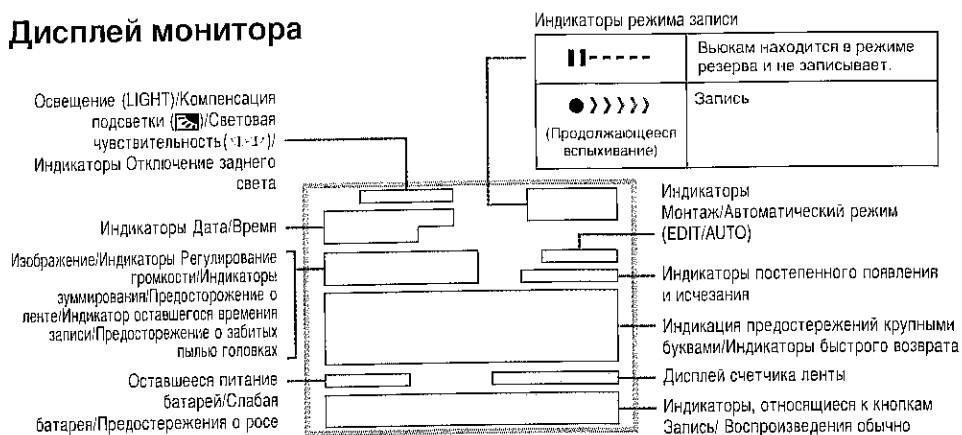 Дисплей монитора
Индикаторы режима записи
Вьюкам находится в режиме
резерва и не записывает.
Запись
(Продолжающееся
вспыхивание)
Освещение (LIGHT)/Компенсация
подсветки ( )/Световая
чувствительность( )/
Индикаторы Отключение заднего
света
Индикаторы Дата/Время
Изображение/Индикаторы Регулирование
громкости/Индикаторы
зуммирования/Предосторожение о
ленте/Индикатор оставшегося времени
записи/Предосторежение о забитых
пылью головках
Оставшееся питание
батарей/Слабая
батарея/Предостережения о росе
Индикаторы
Монтаж/Автоматический режим
(EDIT/AUTO)
Индикаторы постепенного появления
и исчезания
Индикация предостережений крупными
буквами/Индикаторы быстрого возврата
Дисплей счетчика ленты
Индикаторы, относящиеся к кнопкам
Запись/ Воспроизведения обычно